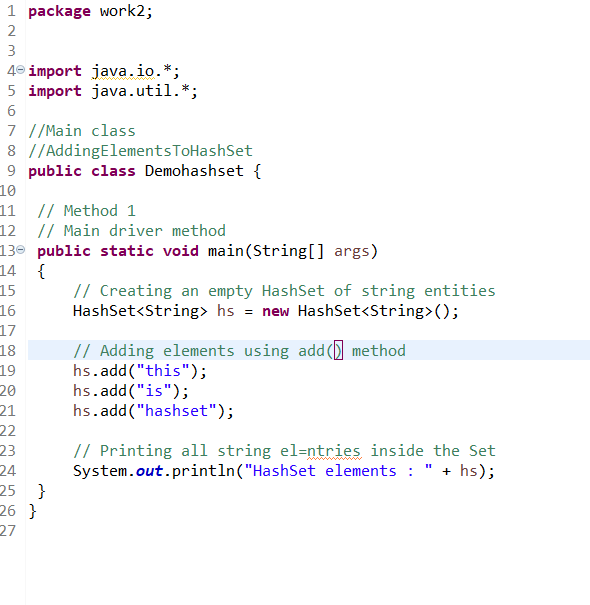 1 package work2;
2
3
4 import java.io.*;
5 import java.util.*;
6
7 //Main class
8 //AddingElementsToHashSet
9 public class Demohashset {
10
11 // Method 1
12 // Main driver method
13 public static void main(String[] args)
14 {
15 // Creating an empty HashSet of string entities
16 HashSet<String> hs = new HashSet<String>();
17
18 // Adding elements using add() method
19 hs.add("this");
20 hs.add("is");
21 hs.add("hashset");
22
23 // Printing all string el=ntries inside the Set
24 System.out.println("HashSet elements : " + hs);
25 }
26 }
27